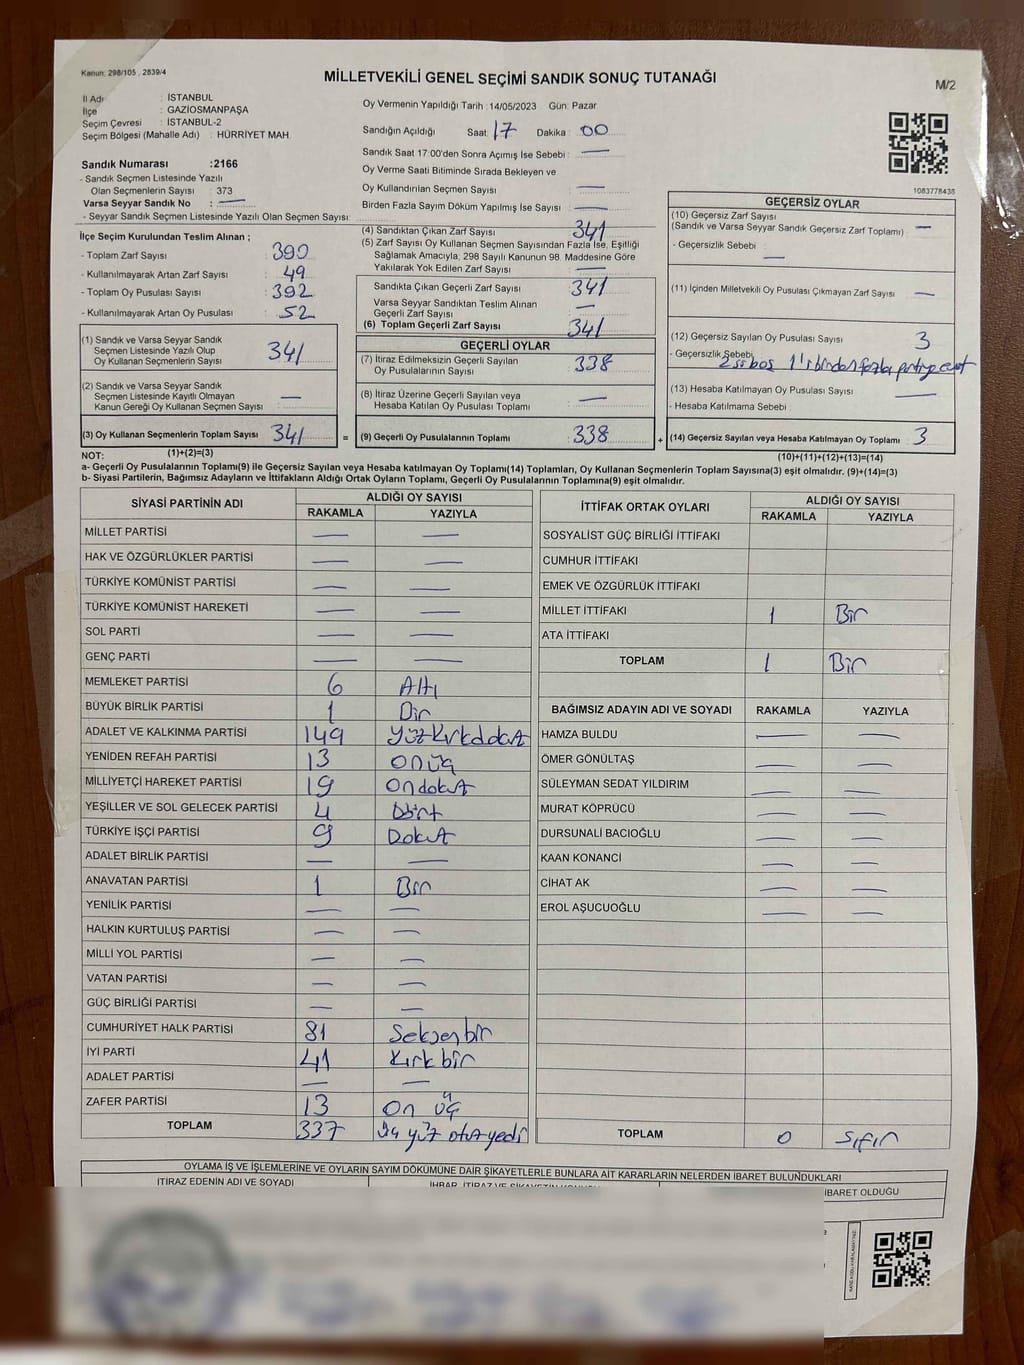 Kanun: 298/105 , 2839/4
MİLLETVEKİLİ GENEL SEÇİMİ SANDIK SONUÇ TUTANAĞI
M/2
İl Adı : İSTANBUL
İlçe : GAZİOSMANPAŞA
Seçim Çevresi : İSTANBUL-2
Seçim Bölgesi (Mahalle Adı) : HÜRRİYET MAH.
Oy Vermenin Yapıldığı Tarih :14/05/2023 Gün: Pazar
Sandığın Açıldığı Saat: 17 Dakika : 00
Sandık Saat 17:00'den Sonra Açımış İse Sebebi : —
Oy Verme Saati Bitiminde Sırada Bekleyen ve
Oy Kullandırılan Seçmen Sayısı : —
Birden Fazla Sayım Döküm Yapılmış İse Sayısı : —
1083778438
Sandık Numarası :2166
- Sandık Seçmen Listesinde Yazılı
Olan Seçmenlerin Sayısı : 373
Varsa Seyyar Sandık No : —
- Seyyar Sandık Seçmen Listesinde Yazılı Olan Seçmen Sayısı:
İlçe Seçim Kurulundan Teslim Alınan ;
- Toplam Zarf Sayısı : 390
- Kullanılmayarak Artan Zarf Sayısı : 49
- Toplam Oy Pusulası Sayısı : 392
- Kullanılmayarak Artan Oy Pusulası : 52
(1) Sandık ve Varsa Seyyar Sandık
Seçmen Listesinde Yazılı Olup
Oy Kullanan Seçmenlerin Sayısı : 341
(2) Sandık ve Varsa Seyyar Sandık
Seçmen Listesinde Kayıtlı Olmayan
Kanun Gereği Oy Kullanan Seçmen Sayısı : —
(3) Oy Kullanan Seçmenlerin Toplam Sayısı : 341
(1)+(2)=(3)
(4) Sandıktan Çıkan Zarf Sayısı : 341
(5) Zarf Sayısı Oy Kullanan Seçmen Sayısından Fazla İse, Eşitliği
Sağlamak Amacıyla; 298 Sayılı Kanunun 98. Maddesine Göre
Yakılarak Yok Edilen Zarf Sayısı : —
Sandıkta Çıkan Geçerli Zarf Sayısı : 341
Varsa Seyyar Sandıktan Teslim Alınan
Geçerli Zarf Sayısı : —
(6) Toplam Geçerli Zarf Sayısı : 341
GEÇERLİ OYLAR
(7) İtiraz Edilmeksizin Geçerli Sayılan
Oy Pusulalarının Sayısı : 338
(8) İtiraz Üzerine Geçerli Sayılan veya
Hesaba Katılan Oy Pusulası Toplamı : —
= (9) Geçerli Oy Pusulalarının Toplamı : 338
GEÇERSİZ OYLAR
(10) Geçersiz Zarf Sayısı
(Sandık ve Varsa Seyyar Sandık Geçersiz Zarf Toplamı) : —
- Geçersizlik Sebebi :
—
(11) İçinden Milletvekili Oy Pusulası Çıkmayan Zarf Sayısı : —
(12) Geçersiz Sayılan Oy Pusulası Sayısı : 3
- Geçersizlik Sebebi
boş 1'i birden fazla partiye evet
(13) Hesaba Katılmayan Oy Pusulası Sayısı : —
- Hesaba Katılmama Sebebi :
+ (14) Geçersiz Sayılan veya Hesaba Katılmayan Oy Toplamı : 3
(10)+(11)+(12)+(13)=(14)
NOT:
a- Geçerli Oy Pusulalarının Toplamı(9) ile Geçersiz Sayılan veya Hesaba katılmayan Oy Toplamı(14) Toplamları, Oy Kullanan Seçmenlerin Toplam Sayısına(3) eşit olmalıdır. (9)+(14)=(3)
b- Siyasi Partilerin, Bağımsız Adayların ve İttifakların Aldığı Ortak Oyların Toplamı, Geçerli Oy Pusulalarının Toplamına(9) eşit olmalıdır.
SİYASİ PARTİNİN ADI ALDIĞI OY SAYISI
RAKAMLA YAZIYLA
MİLLET PARTİSİ — —
HAK VE ÖZGÜRLÜKLER PARTİSİ — —
TÜRKİYE KOMÜNİST PARTİSİ — —
TÜRKİYE KOMÜNİST HAREKETİ — —
SOL PARTİ — —
GENÇ PARTİ — —
MEMLEKET PARTİSİ 6 Altı
BÜYÜK BİRLİK PARTİSİ 1 Bir
ADALET VE KALKINMA PARTİSİ 149 Yüzkırkdokuz
YENİDEN REFAH PARTİSİ 13 onüç
MİLLİYETÇİ HAREKET PARTİSİ 19 ondokuz
YEŞİLLER VE SOL GELECEK PARTİSİ 4 Dört
TÜRKİYE İŞÇİ PARTİSİ 9 Dokuz
ADALET BİRLİK PARTİSİ — —
ANAVATAN PARTİSİ 1 Bir
YENİLİK PARTİSİ — —
HALKIN KURTULUŞ PARTİSİ — —
MİLLİ YOL PARTİSİ — —
VATAN PARTİSİ — —
GÜÇ BİRLİĞİ PARTİSİ — —
CUMHURİYET HALK PARTİSİ 81 Seksenbir
İYİ PARTİ 41 Kırkbir
ADALET PARTİSİ — —
ZAFER PARTİSİ 13 on üç
TOPLAM 337 üç yüz otuzyedi
İTTİFAK ORTAK OYLARI ALDIĞI OY SAYISI
RAKAMLA YAZIYLA
SOSYALİST GÜÇ BİRLİĞİ İTTİFAKI
CUMHUR İTTİFAKI
EMEK VE ÖZGÜRLÜK İTTİFAKI
MİLLET İTTİFAKI 1 Bir
ATA İTTİFAKI
TOPLAM 1 Bir
BAĞIMSIZ ADAYIN ADI VE SOYADI RAKAMLA YAZIYLA
HAMZA BULDU — —
ÖMER GÖNÜLTAŞ — —
SÜLEYMAN SEDAT YILDIRIM — —
MURAT KÖPRÜCÜ — —
DURSUNALİ BACIOĞLU — —
KAAN KONANCİ — —
CİHAT AK — —
EROL AŞUCUOĞLU — —
TOPLAM 0 sıfır
OYLAMA İŞ VE İŞLEMLERİNE VE OYLARIN SAYIM DÖKÜMÜNE DAİR ŞİKAYETLERLE BUNLARA AİT KARARLARIN NELERDEN İBARET BULUNDUKLARI
İTİRAZ EDENİN ADI VE SOYADI
İHBAR, İTİRAZ VE ŞİKAYETİN
İBARET OLDUĞU